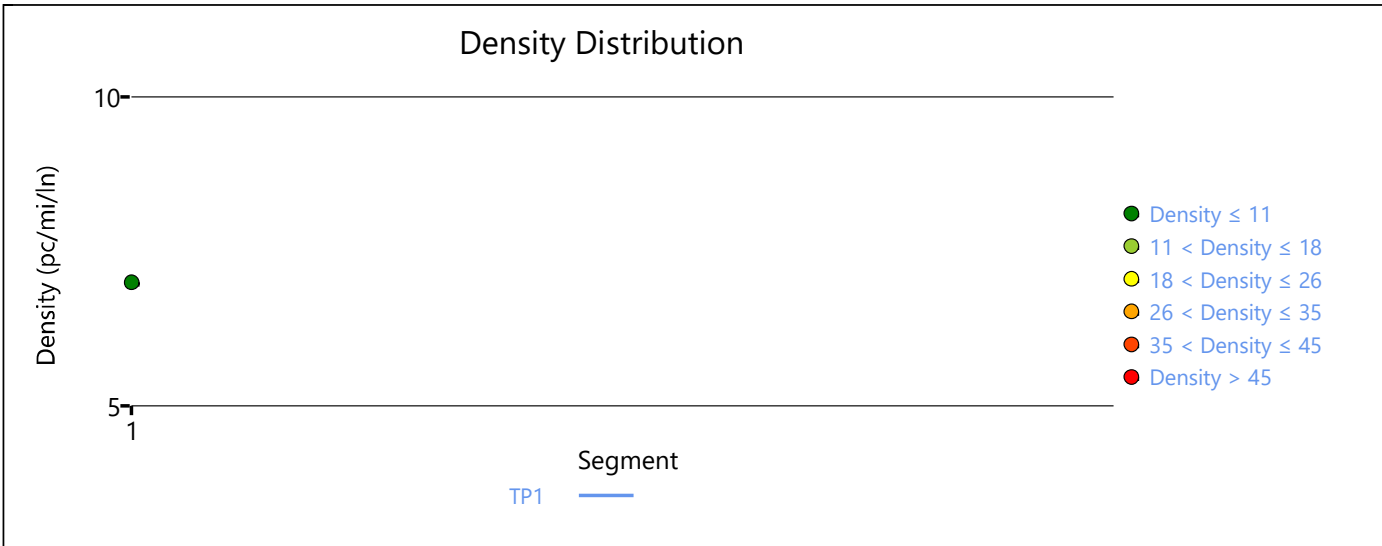 Density Distribution
10
Density (pc/mi/ln)
5
1
Segment
TP1
Density ≤ 11
11 < Density ≤ 18
18 < Density ≤ 26
26 < Density ≤ 35
35 < Density ≤ 45
Density > 45